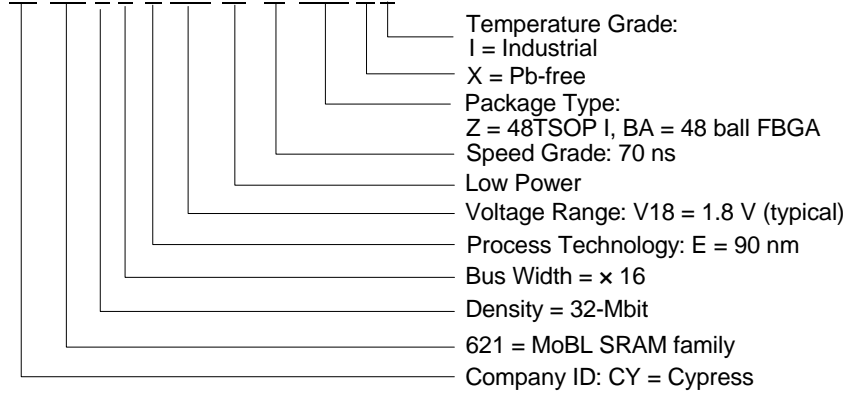 Temperature Grade:
I = Industrial
X = Pb-free
Package Type:
Z = 48TSOP I, BA = 48 ball FBGA
Speed Grade: 70 ns
Low Power
Voltage Range: V18 = 1.8 V (typical)
Process Technology: E = 90 nm
Bus Width = × 16
Density = 32-Mbit
621 = MoBL SRAM family
Company ID: CY = Cypress